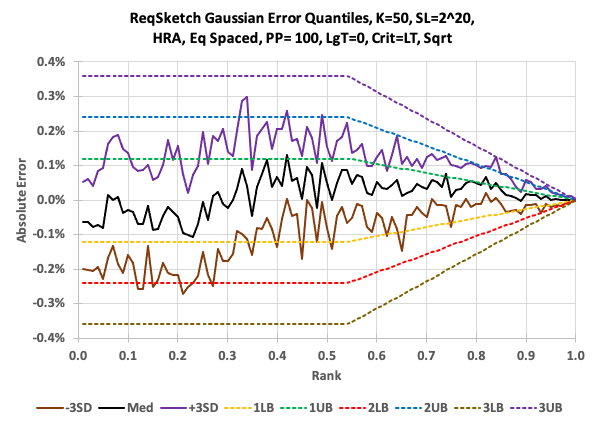 ReqSketch Gaussian Error Quantiles, K=50, SL=2^20,
HRA, Eq Spaced, PP= 100, LgT=0, Crit=LT, Sqrt
Absolute Error
0.4%
0.3%
0.2%
0.1%
0.0%
-0.1%
-0.2%
-0.3%
-0.4%
0.0 0.1 0.2 0.3 0.4 0.5 0.6 0.7 0.8 0.9 1.0
Rank
-3SD Med +3SD 1LB 1UB 2LB 2UB 3LB 3UB